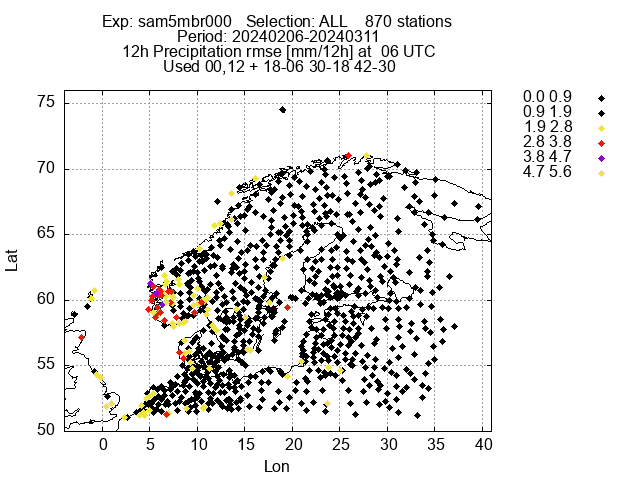 Exp: sam5mbr000 Selection: ALL 870 stations
Period: 20240206-20240311
12h Precipitation rmse [mm/12h] at 06 UTC
Used 00,12 + 18-06 30-18 42-30
75
70
65
60
55
50
Lat
0 5 10 15 20 25 30 35 40
Lon
0.0 0.9
0.9 1.9
1.9 2.8
2.8 3.8
3.8 4.7
4.7 5.6